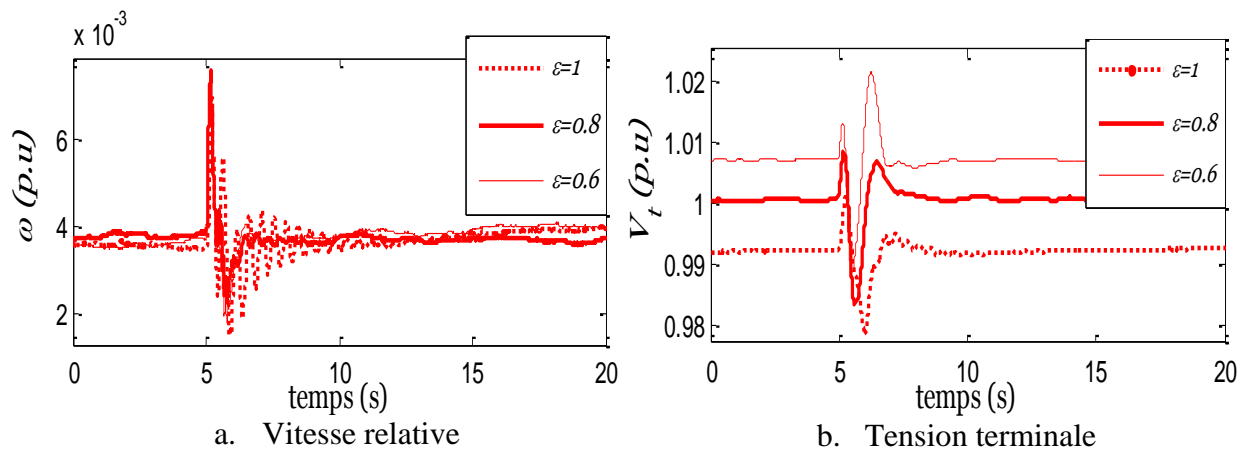 x 10⁻³
6
4
2
0
5
10
15
20
ω (p.u)
temps (s)
ε=1
ε=0.8
ε=0.6
a. Vitesse relative
1.02
1.01
1
0.99
0.98
0
5
10
15
20
V_t (p.u)
temps (s)
ε=1
ε=0.8
ε=0.6
b. Tension terminale